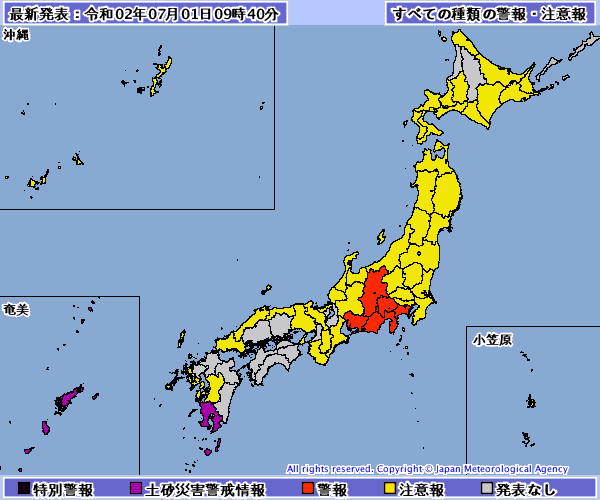 最新発表：令和02年07月01日09時40分
すべての種類の警報・注意報
沖縄
奄美
小笠原
All rights reserved. Copyright © Japan Meteorological Agency
特別警報 土砂災害警戒情報 警報 注意報 発表なし